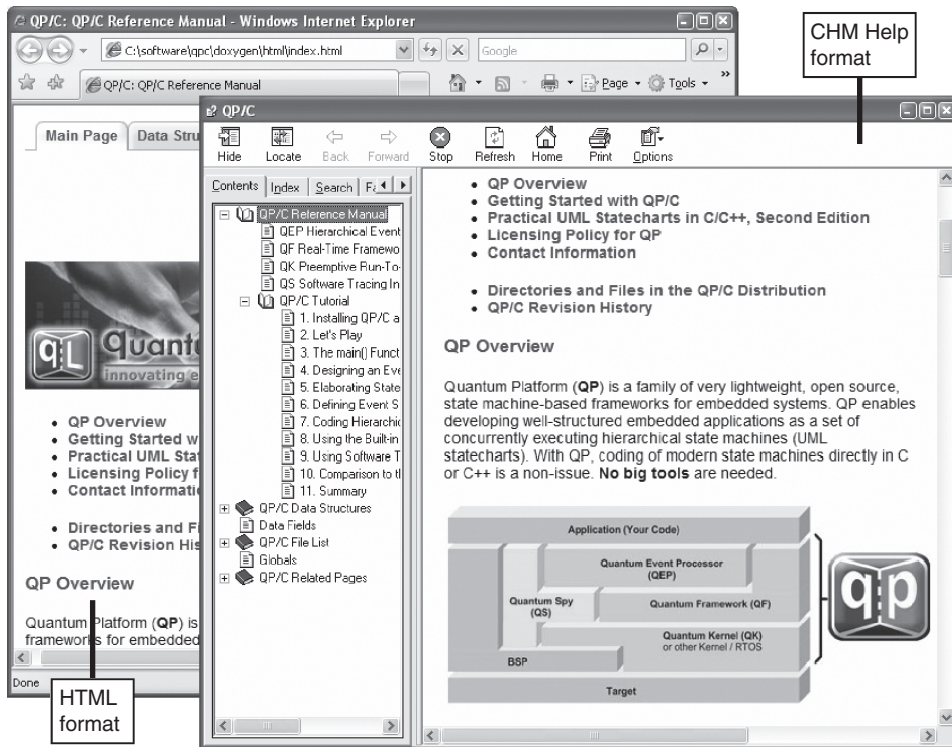 QP/C: QP/C Reference Manual - Windows Internet Explorer
C:\software\qpc\doxygen\html\index.html
Google
QP/C: QP/C Reference Manual
Page
Tools
Main Page
Data Stru
quant
innovating e
QP Overview
Getting Started w
Practical UML Stat
Licensing Policy f
Contact Informati
Directories and Fi
QP/C Revision His
QP Overview
Quantum Platform (QP) is
frameworks for embedded
Done
HTML
format
CHM Help
format
QP/C
Hide
Locate
Back
Forward
Stop
Refresh
Home
Print
Options
Contents
Index
Search
QP/C Reference Manual
QEP Hierarchical Event
QF Real-Time Framewo
QK Preemptive Run-To-
QS Software Tracing In
QP/C Tutorial
1. Installing QP/C a
2. Let's Play
3. The main() Funct
4. Designing an Eve
5. Elaborating State
6. Defining Event S
7. Coding Hierarchic
8. Using the Built-in
9. Using Software T
10. Comparison to t
11. Summary
QP/C Data Structures
Data Fields
QP/C File List
Globals
QP/C Related Pages
QP Overview
Getting Started with QP/C
Practical UML Statecharts in C/C++, Second Edition
Licensing Policy for QP
Contact Information
Directories and Files in the QP/C Distribution
QP/C Revision History
QP Overview
Quantum Platform (QP) is a family of very lightweight, open source,
state machine-based frameworks for embedded systems. QP enables
developing well-structured embedded applications as a set of
concurrently executing hierarchical state machines (UML
statecharts). With QP, coding of modern state machines directly in C
or C++ is a non-issue. No big tools are needed.
Application (Your Code)
Quantum Event Processor
(QEP)
Quantum Spy
(QS)
Quantum Framework (QF)
Quantum Kernel (QK)
or other Kernel / RTOS
BSP
Target
qp